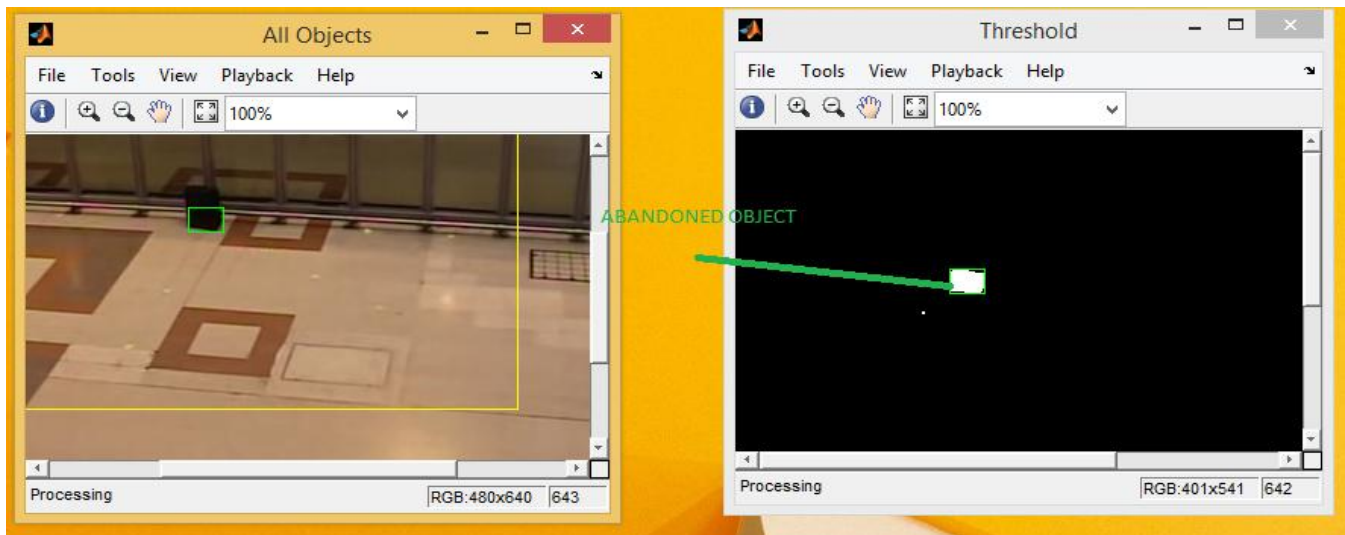 All Objects
File Tools View Playback Help
100%
Processing
RGB:480x640 643
ABANDONED OBJECT
Threshold
File Tools View Playback Help
100%
Processing
RGB:401x541 642